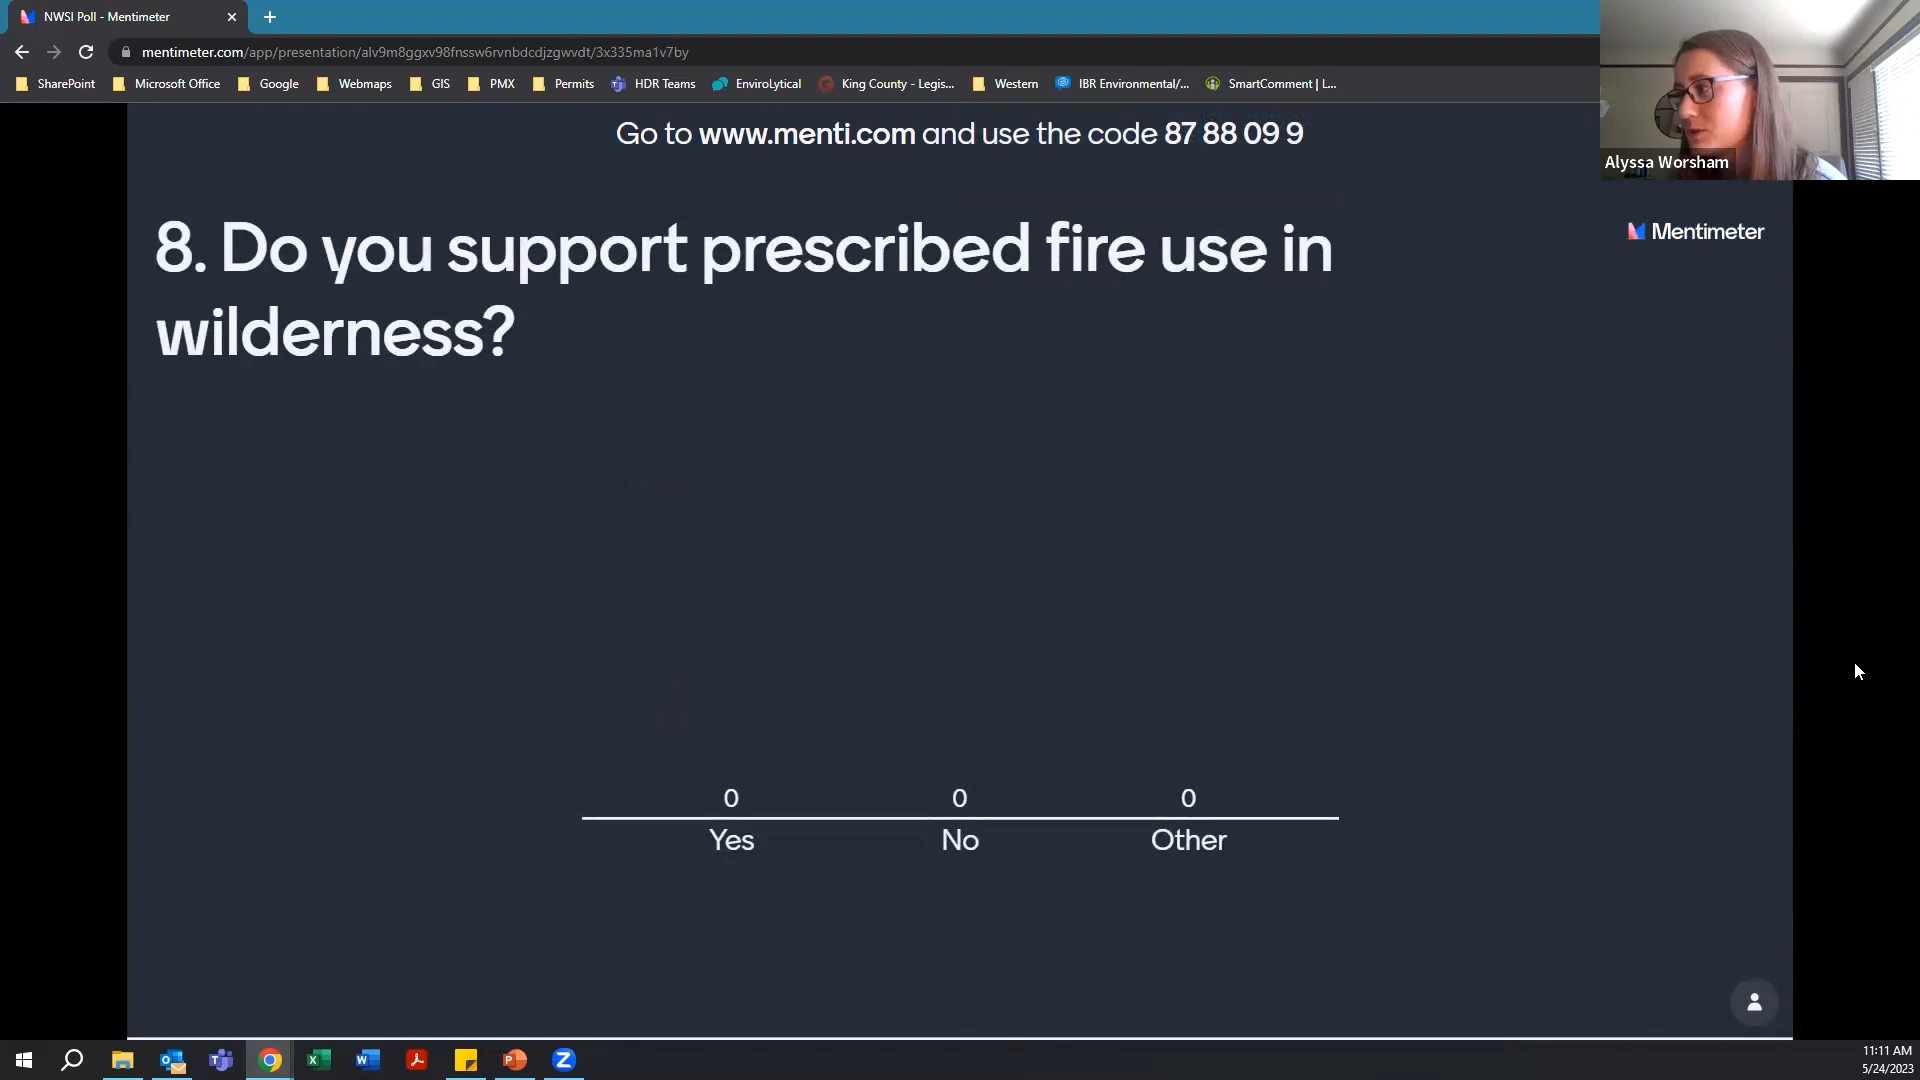 NWSI Poll - Mentimeter
mentimeter.com/app/presentation/alv9m8ggxv98fnssw6rvnbdcdjzgwvdt/3x335ma1v7by
SharePoint Microsoft Office Google Webmaps GIS PMX Permits HDR Teams EnviroLytical King County - Legis... Western IBR Environmental/... SmartComment | L...
Go to www.menti.com and use the code 87 88 09 9
Alyssa Worsham
Mentimeter
8. Do you support prescribed fire use in
wilderness?
0 0 0
Yes No Other
11:11 AM
5/24/2023